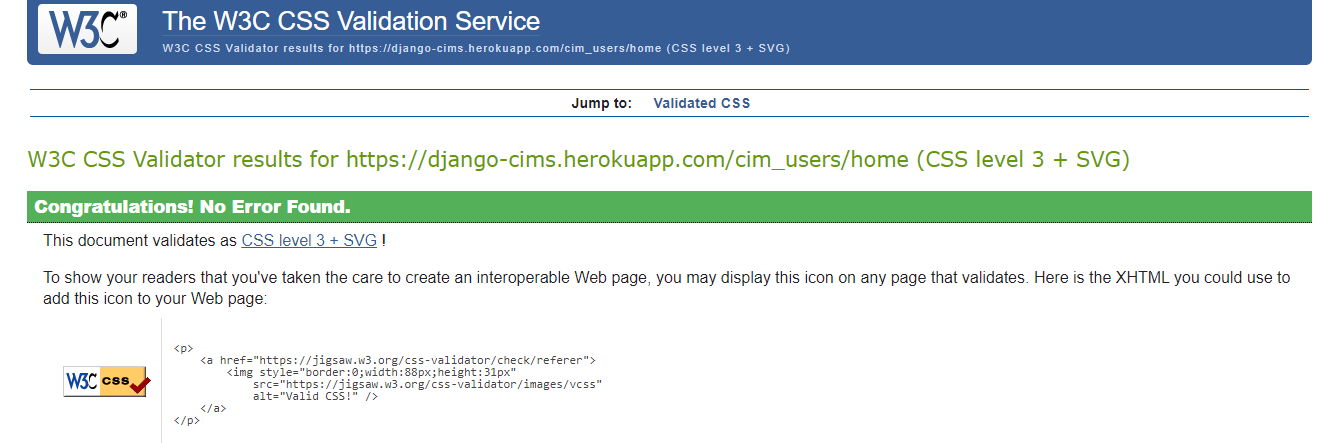 W3C®
The W3C CSS Validation Service
W3C CSS Validator results for https://django-cims.herokuapp.com/cim_users/home (CSS level 3 + SVG)
Jump to: Validated CSS
W3C CSS Validator results for https://django-cims.herokuapp.com/cim_users/home (CSS level 3 + SVG)
Congratulations! No Error Found.
This document validates as CSS level 3 + SVG !
To show your readers that you've taken the care to create an interoperable Web page, you may display this icon on any page that validates. Here is the XHTML you could use to
add this icon to your Web page:
W3C css
<p>
<a href="https://jigsaw.w3.org/css-validator/check/referer">
<img style="border:0;width:88px;height:31px"
src="https://jigsaw.w3.org/css-validator/images/vcss"
alt="Valid CSS!" />
</a>
</p>